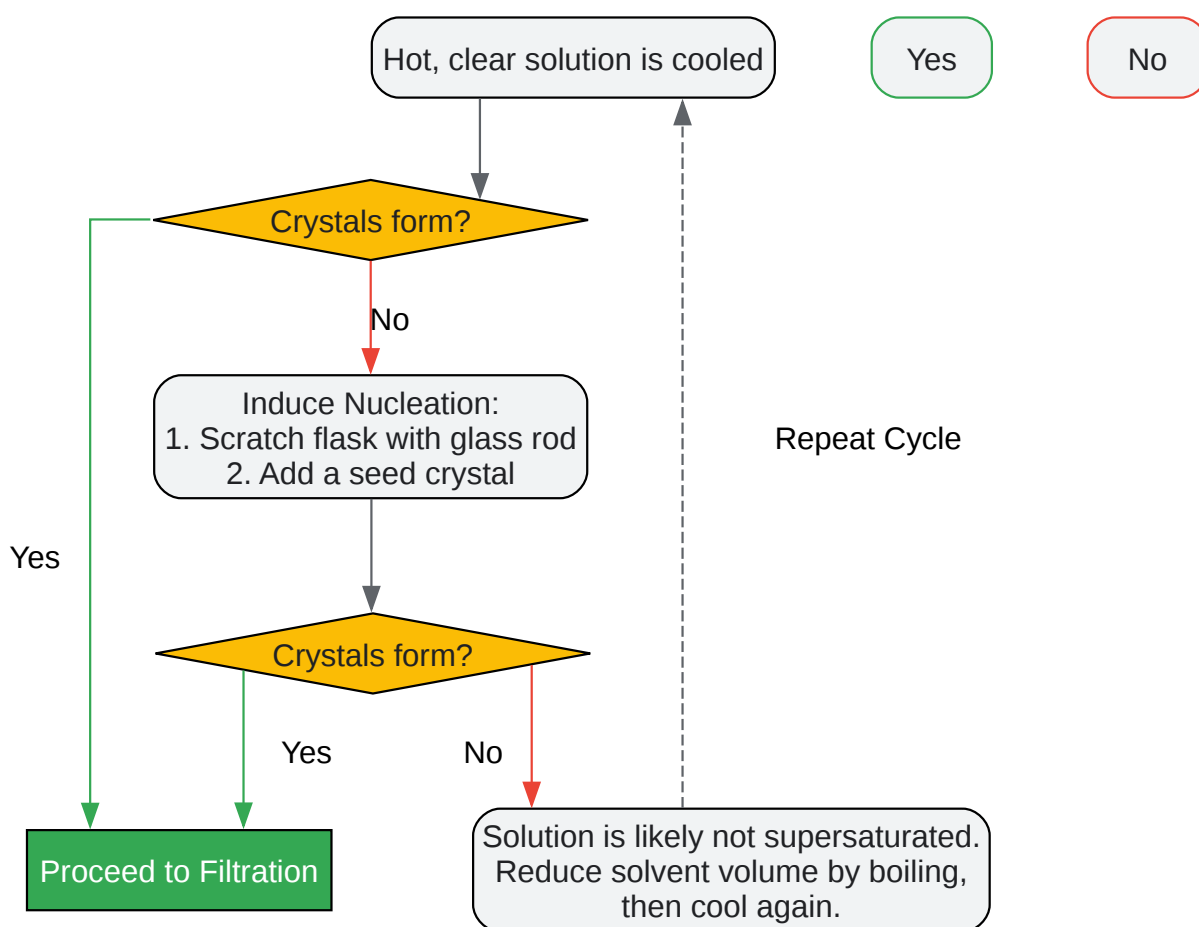 Hot, clear solution is cooled
Yes
No
Crystals form?
No
Induce Nucleation:
1. Scratch flask with glass rod
2. Add a seed crystal
Repeat Cycle
Yes
Crystals form?
Yes
No
Proceed to Filtration
Solution is likely not supersaturated.
Reduce solvent volume by boiling,
then cool again.